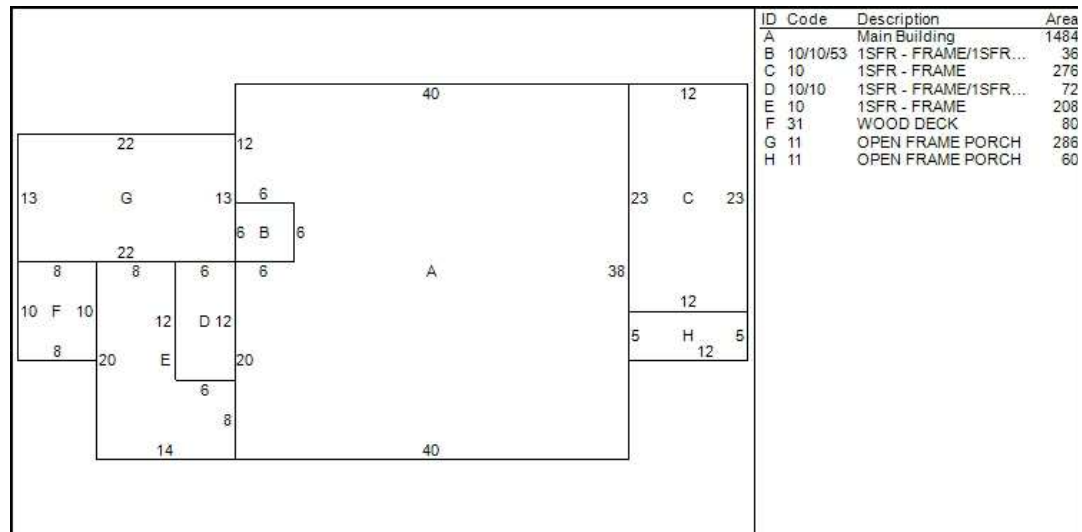 ID Code Description Area
A Main Building 1484
B 10/10/53 1SFR - FRAME/1SFR... 36
C 10 1SFR - FRAME 276
D 10/10 1SFR - FRAME/1SFR... 72
E 10 1SFR - FRAME 208
F 31 WOOD DECK 80
G 11 OPEN FRAME PORCH 286
H 11 OPEN FRAME PORCH 60
40 12
22 12
13 G 13 6 23 C 23
6 B 6
22
8 8 6 6 A 38
12
10 F 10 12 D 12 5 H 5
8 20 E 20 12
6
8
14 40